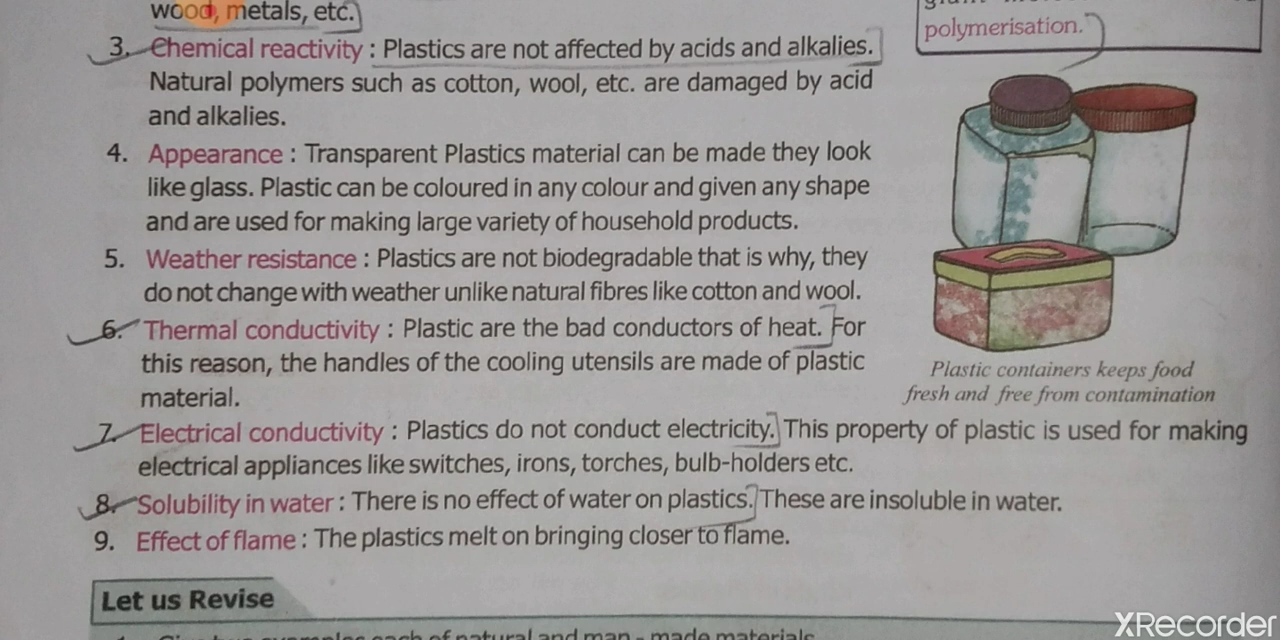 wood, metals, etc.
polymerisation.
3. Chemical reactivity : Plastics are not affected by acids and alkalies.
Natural polymers such as cotton, wool, etc. are damaged by acid
and alkalies.
4. Appearance : Transparent Plastics material can be made they look
like glass. Plastic can be coloured in any colour and given any shape
and are used for making large variety of household products.
5. Weather resistance : Plastics are not biodegradable that is why, they
do not change with weather unlike natural fibres like cotton and wool.
6. Thermal conductivity : Plastic are the bad conductors of heat. For
this reason, the handles of the cooling utensils are made of plastic
material.
Plastic containers keeps food
fresh and free from contamination
7. Electrical conductivity : Plastics do not conduct electricity. This property of plastic is used for making
electrical appliances like switches, irons, torches, bulb-holders etc.
8. Solubility in water : There is no effect of water on plastics. These are insoluble in water.
9. Effect of flame : The plastics melt on bringing closer to flame.
Let us Revise
examples each of natural and man - made materials
XRecorder